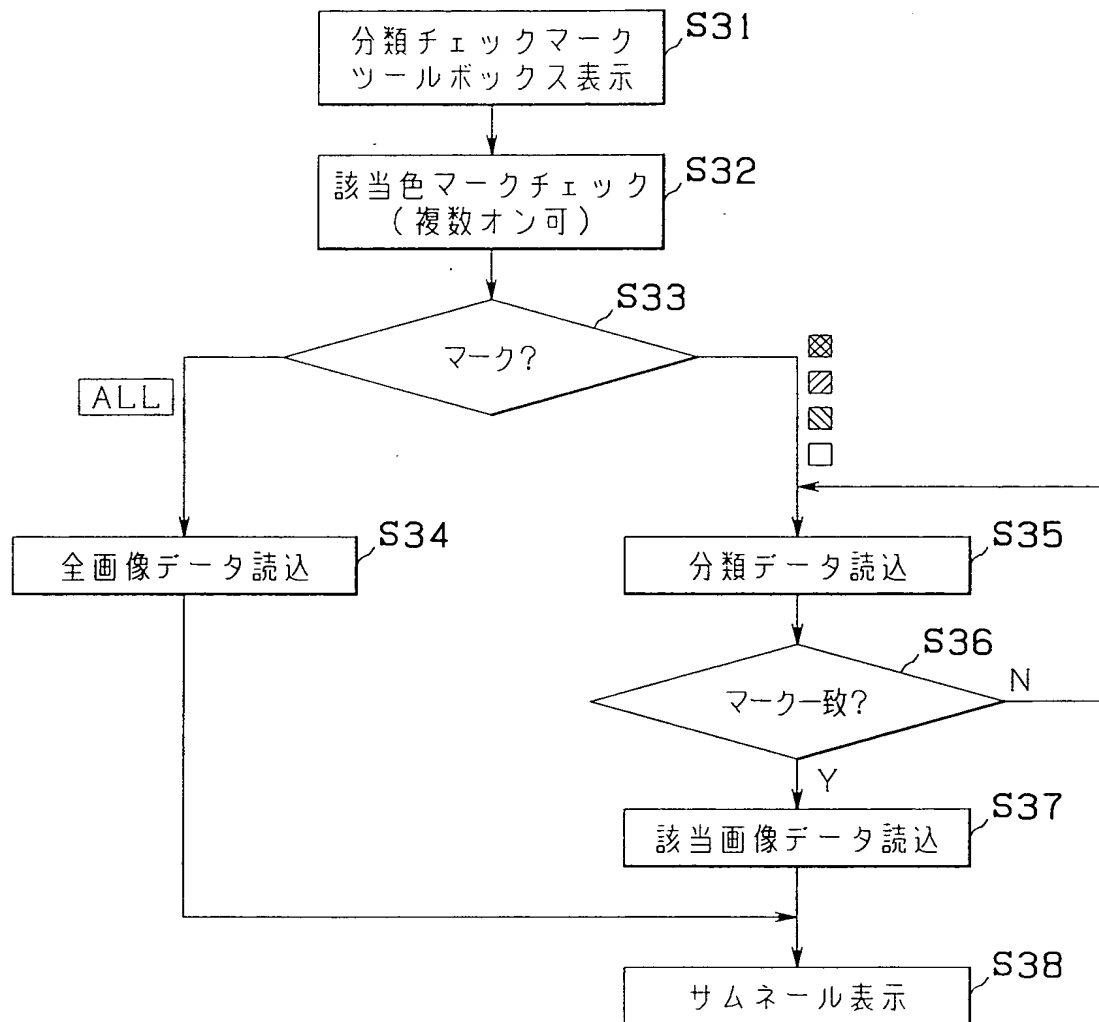 分類チェックマーク
ツールボックス表示
S31
該当色マークチェック
(複数オン可)
S32
マーク?
S33
ALL
全画像データ読込
S34
分類データ読込
S35
マーク一致?
S36
N
Y
該当画像データ読込
S37
サムネール表示
S38